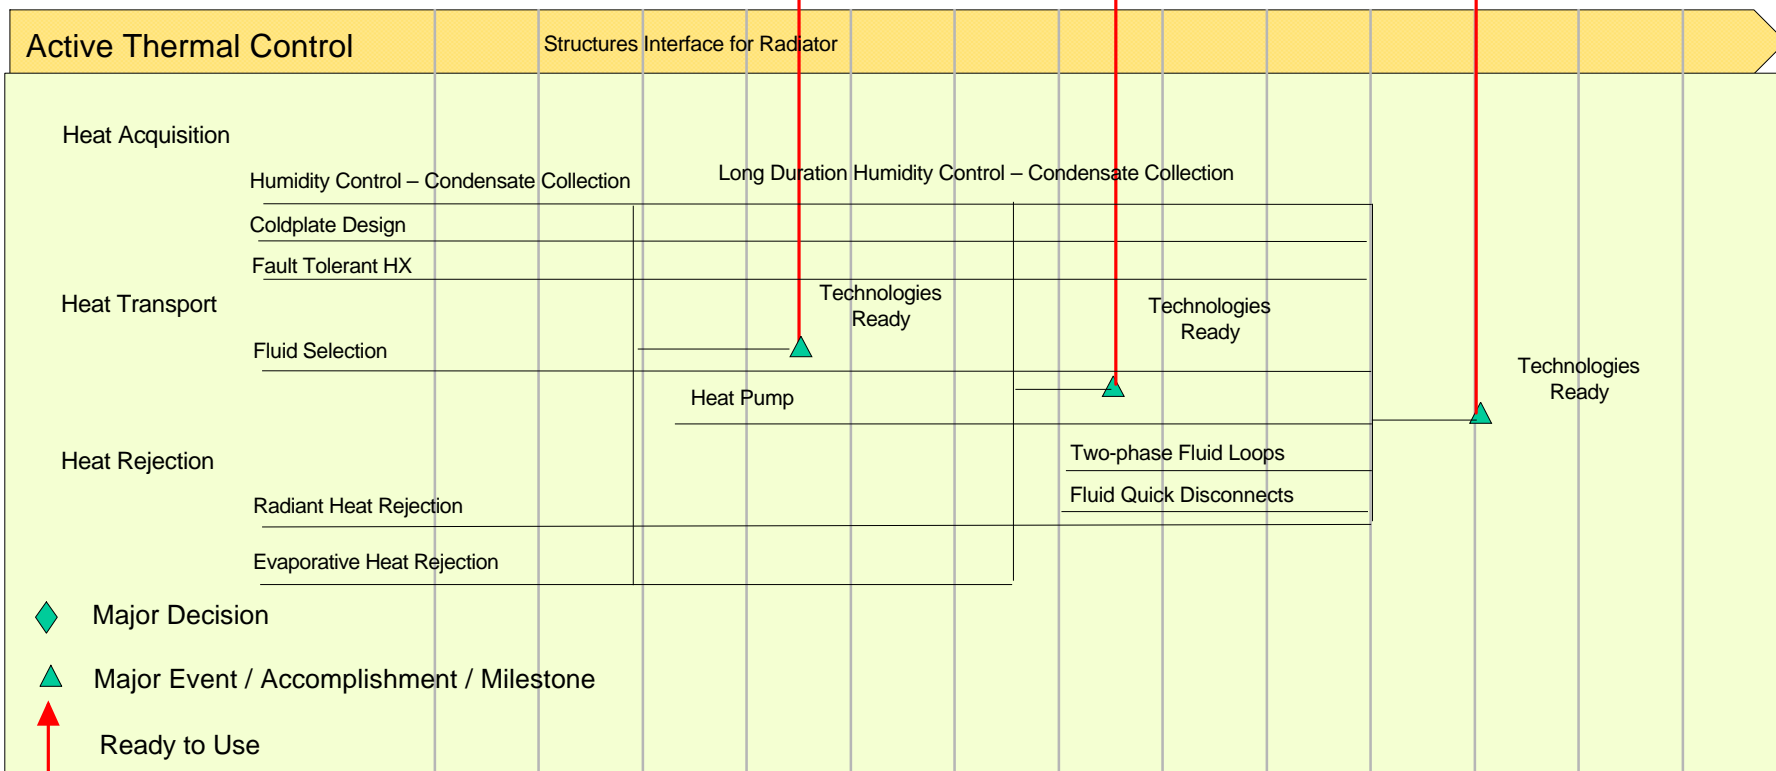 Active Thermal Control
Structures Interface for Radiator
Heat Acquisition
Humidity Control – Condensate Collection
Long Duration Humidity Control – Condensate Collection
Coldplate Design
Fault Tolerant HX
Heat Transport
Technologies
Ready
Technologies
Ready
Fluid Selection
Technologies
Ready
Heat Pump
Heat Rejection
Two-phase Fluid Loops
Fluid Quick Disconnects
Radiant Heat Rejection
Evaporative Heat Rejection
Major Decision
Major Event / Accomplishment / Milestone
Ready to Use